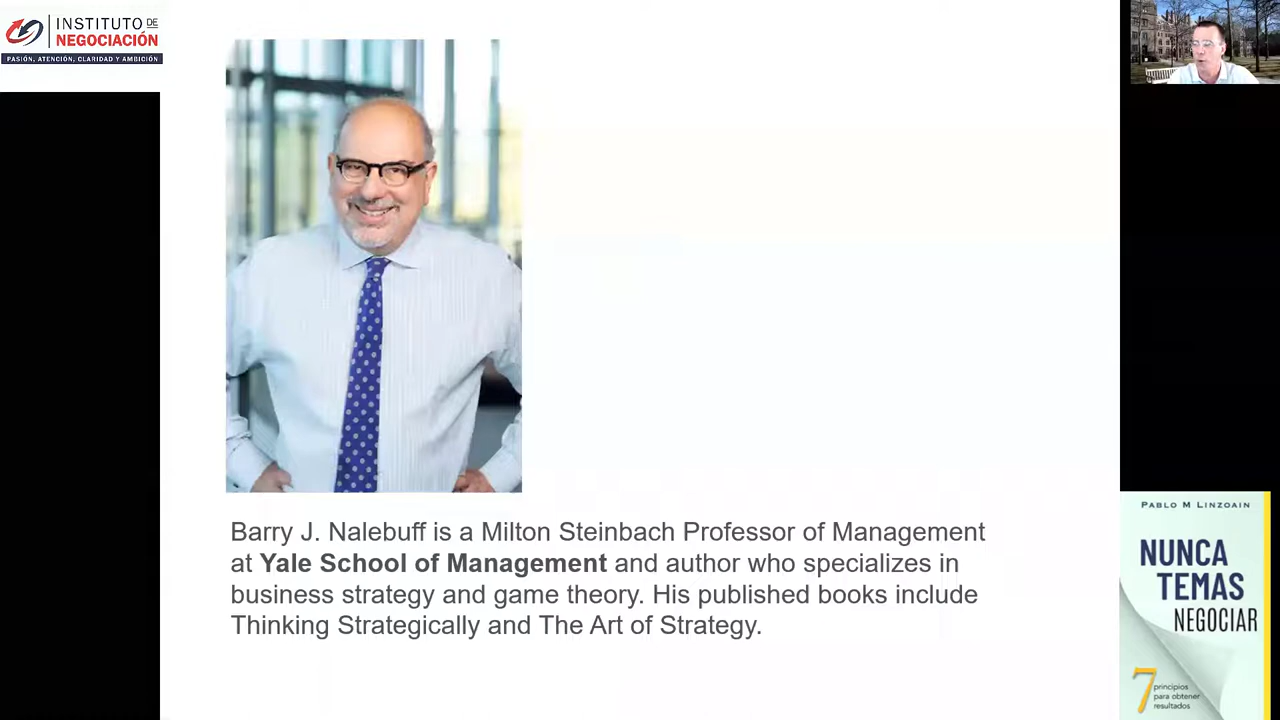 INSTITUTO DE
NEGOCIACIÓN
PASIÓN, ATENCIÓN, CLARIDAD Y AMBICIÓN
Barry J. Nalebuff is a Milton Steinbach Professor of Management
at Yale School of Management and author who specializes in
business strategy and game theory. His published books include
Thinking Strategically and The Art of Strategy.
PABLO M LINZOAIN
NUNCA
TEMAS
NEGOCIAR
7 principios
para obtener
resultados